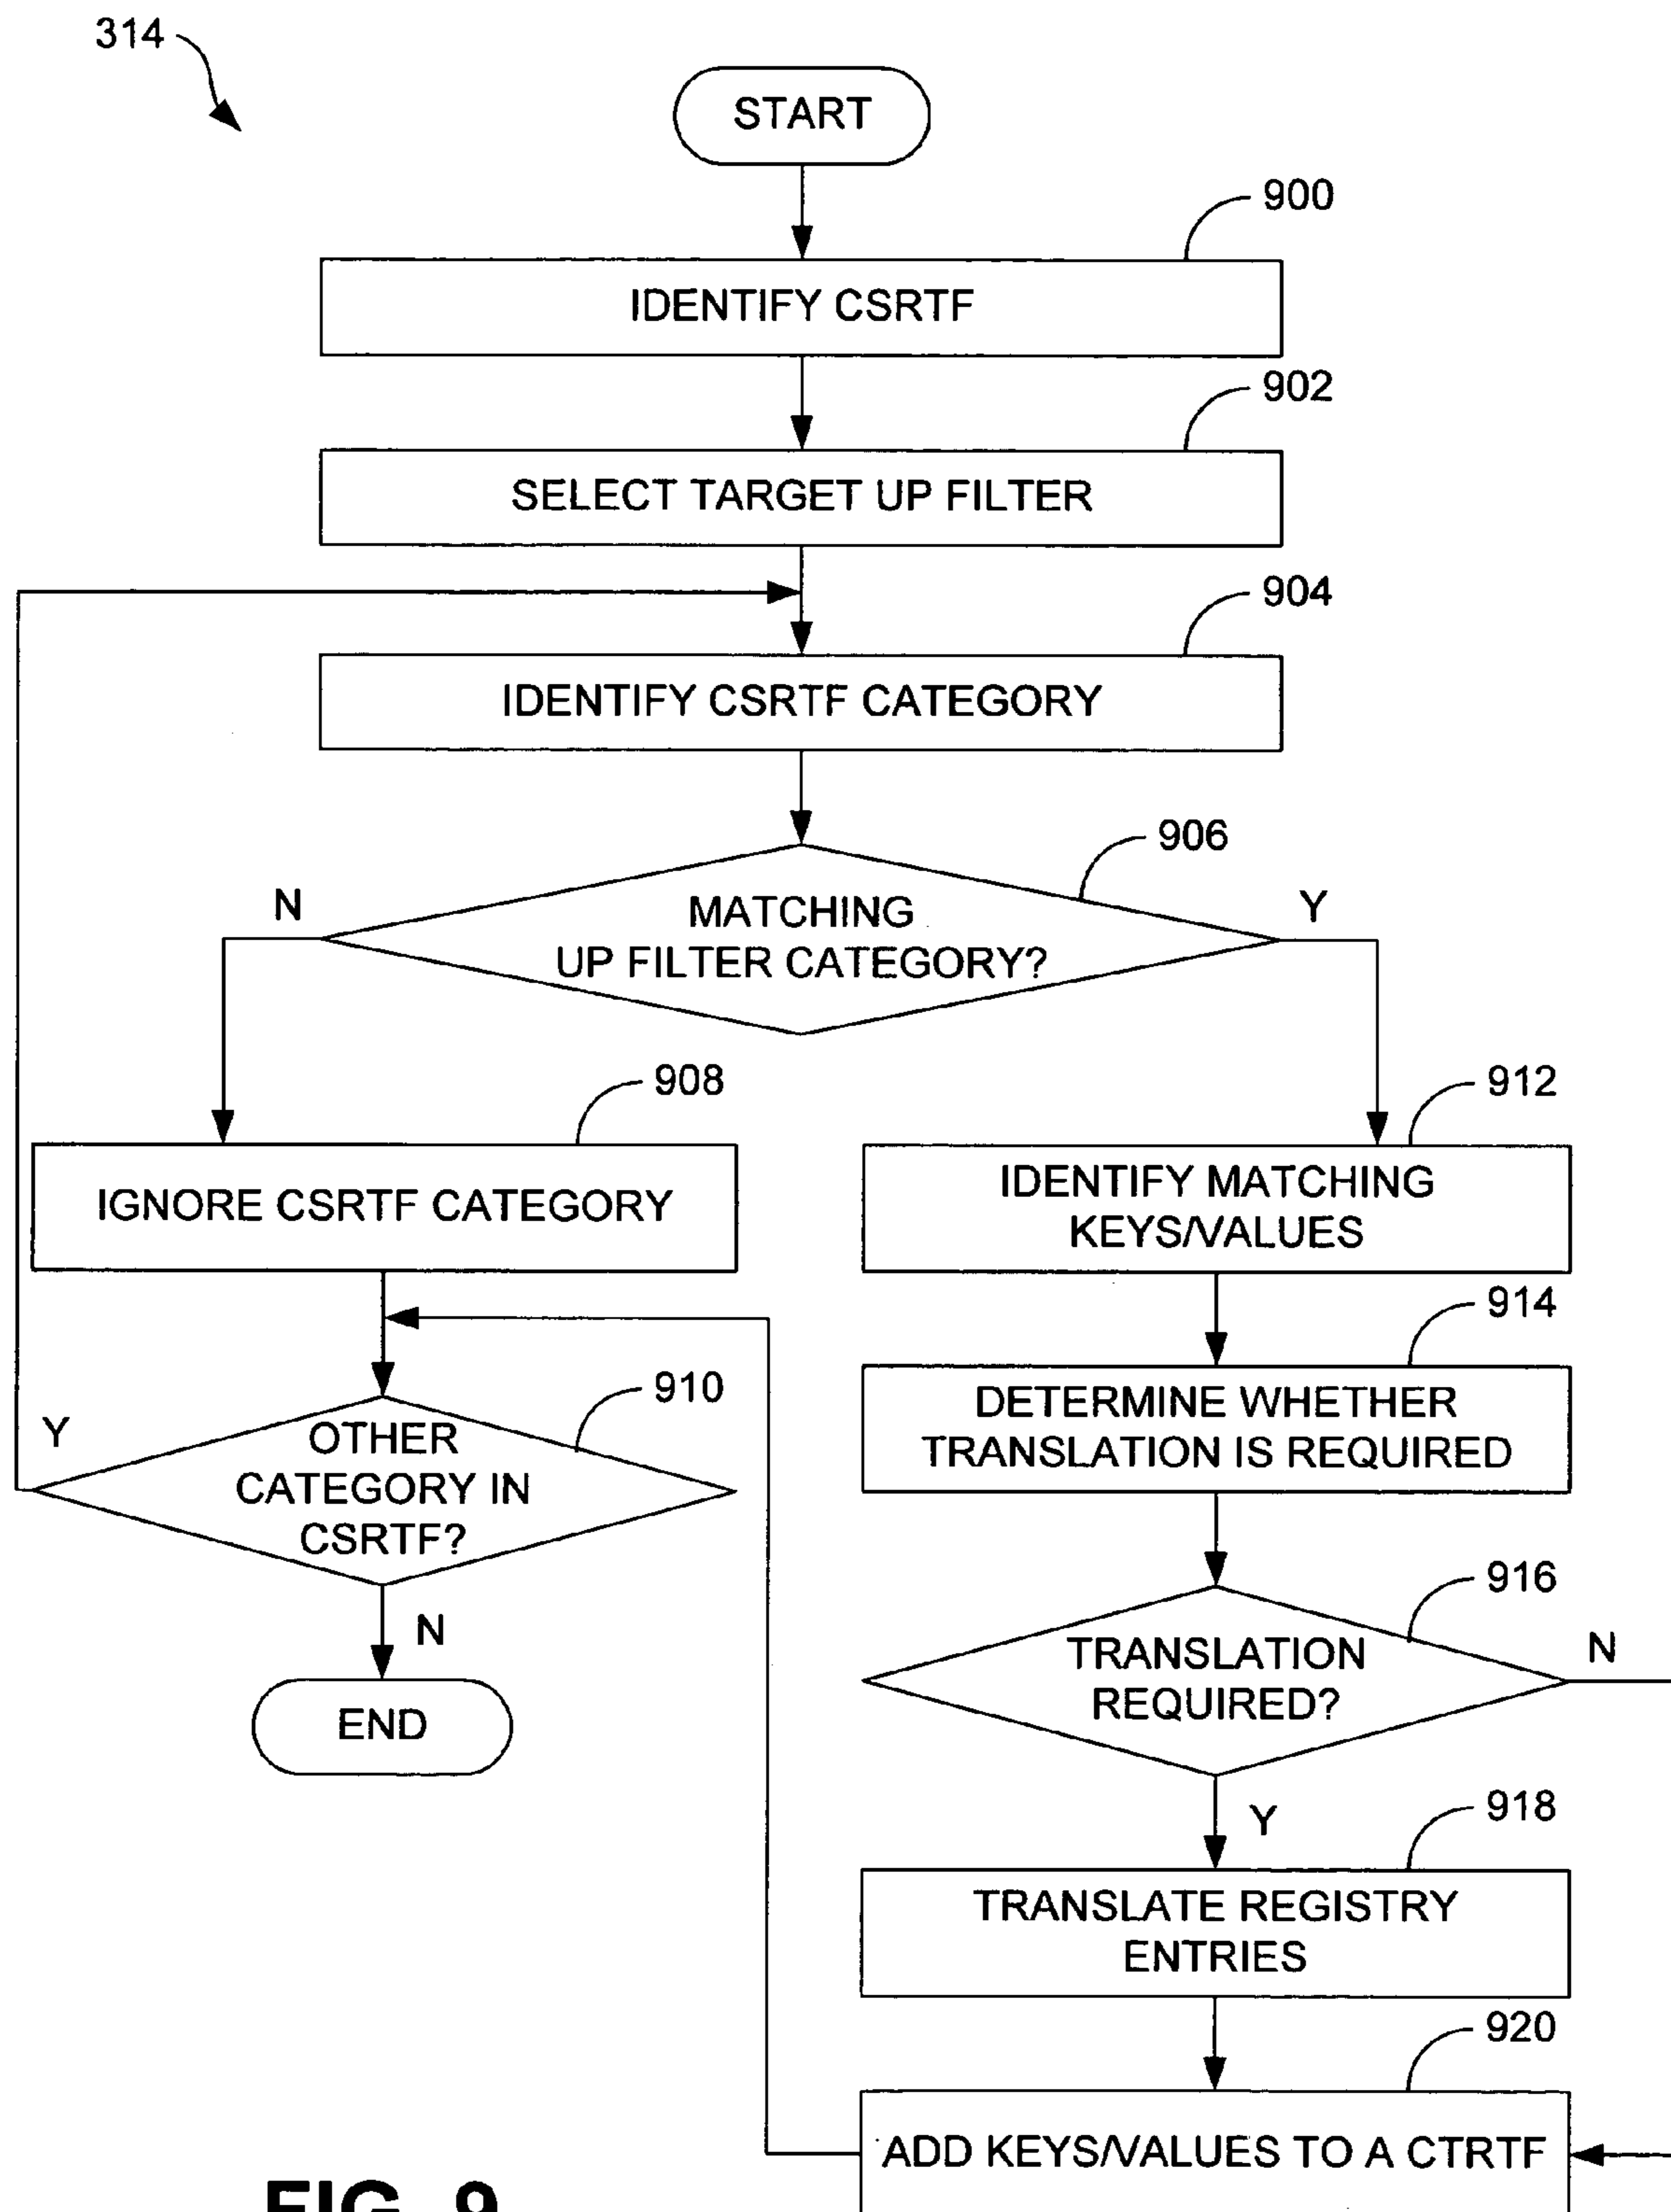 314
START
900
IDENTIFY CSRTF
902
SELECT TARGET UP FILTER
904
IDENTIFY CSRTF CATEGORY
906
N
Y
MATCHING
UP FILTER CATEGORY?
908
912
IGNORE CSRTF CATEGORY
IDENTIFY MATCHING
KEYS/VALUES
914
910
DETERMINE WHETHER
TRANSLATION IS REQUIRED
Y
OTHER
CATEGORY IN
CSRTF?
916
N
N
TRANSLATION
REQUIRED?
END
918
Y
TRANSLATE REGISTRY
ENTRIES
920
ADD KEYS/VALUES TO A CTRTF
FIG. 9